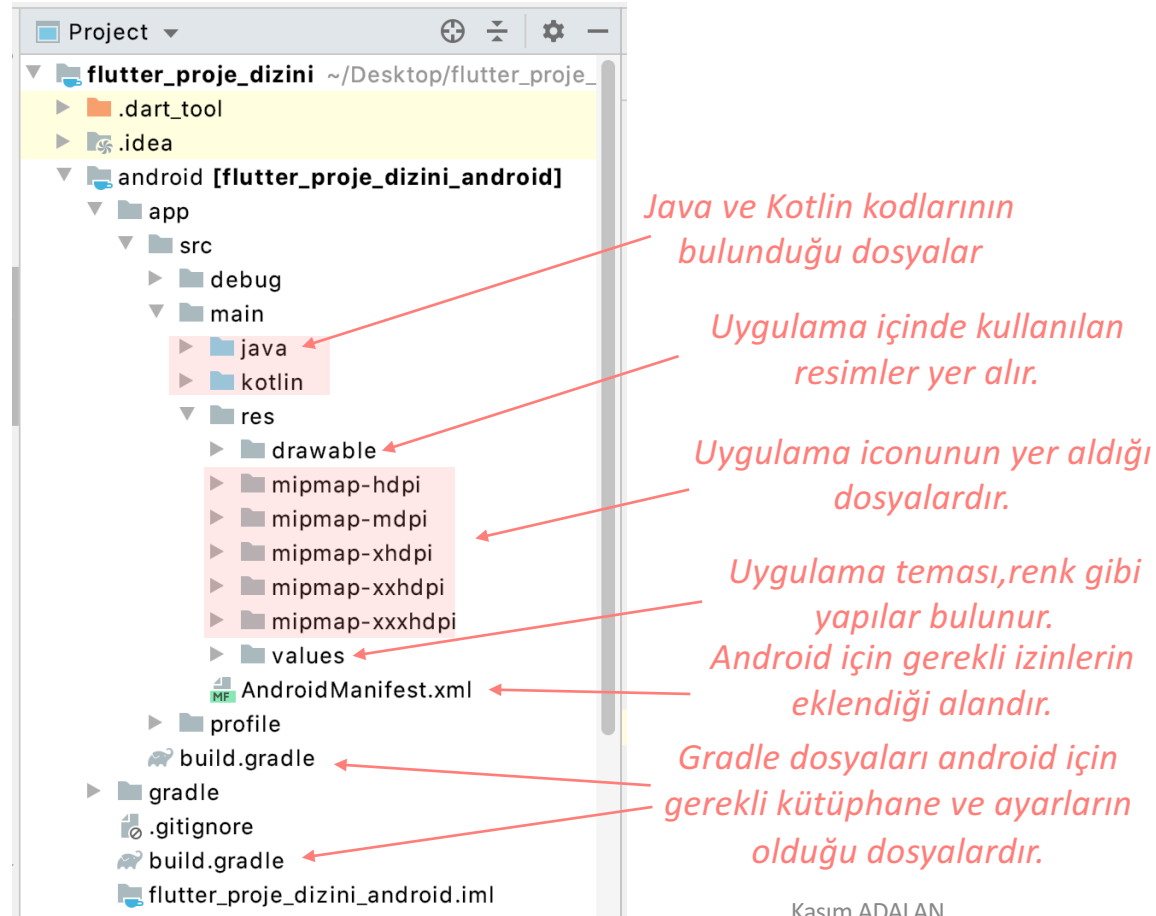 Project
flutter_proje_dizini ~/Desktop/flutter_proje_
.dart_tool
.idea
android [flutter_proje_dizini_android]
app
src
debug
main
java
kotlin
res
drawable
mipmap-hdpi
mipmap-mdpi
mipmap-xhdpi
mipmap-xxhdpi
mipmap-xxxhdpi
values
MF AndroidManifest.xml
profile
build.gradle
gradle
.gitignore
build.gradle
flutter_proje_dizini_android.iml
Java ve Kotlin kodlarının
bulunduğu dosyalar
Uygulama içinde kullanılan
resimler yer alır.
Uygulama iconunun yer aldığı
dosyalardır.
Uygulama teması,renk gibi
yapılar bulunur.
Android için gerekli izinlerin
eklendiği alandır.
Gradle dosyaları android için
gerekli kütüphane ve ayarların
olduğu dosyalardır.
Kasım ADALAN